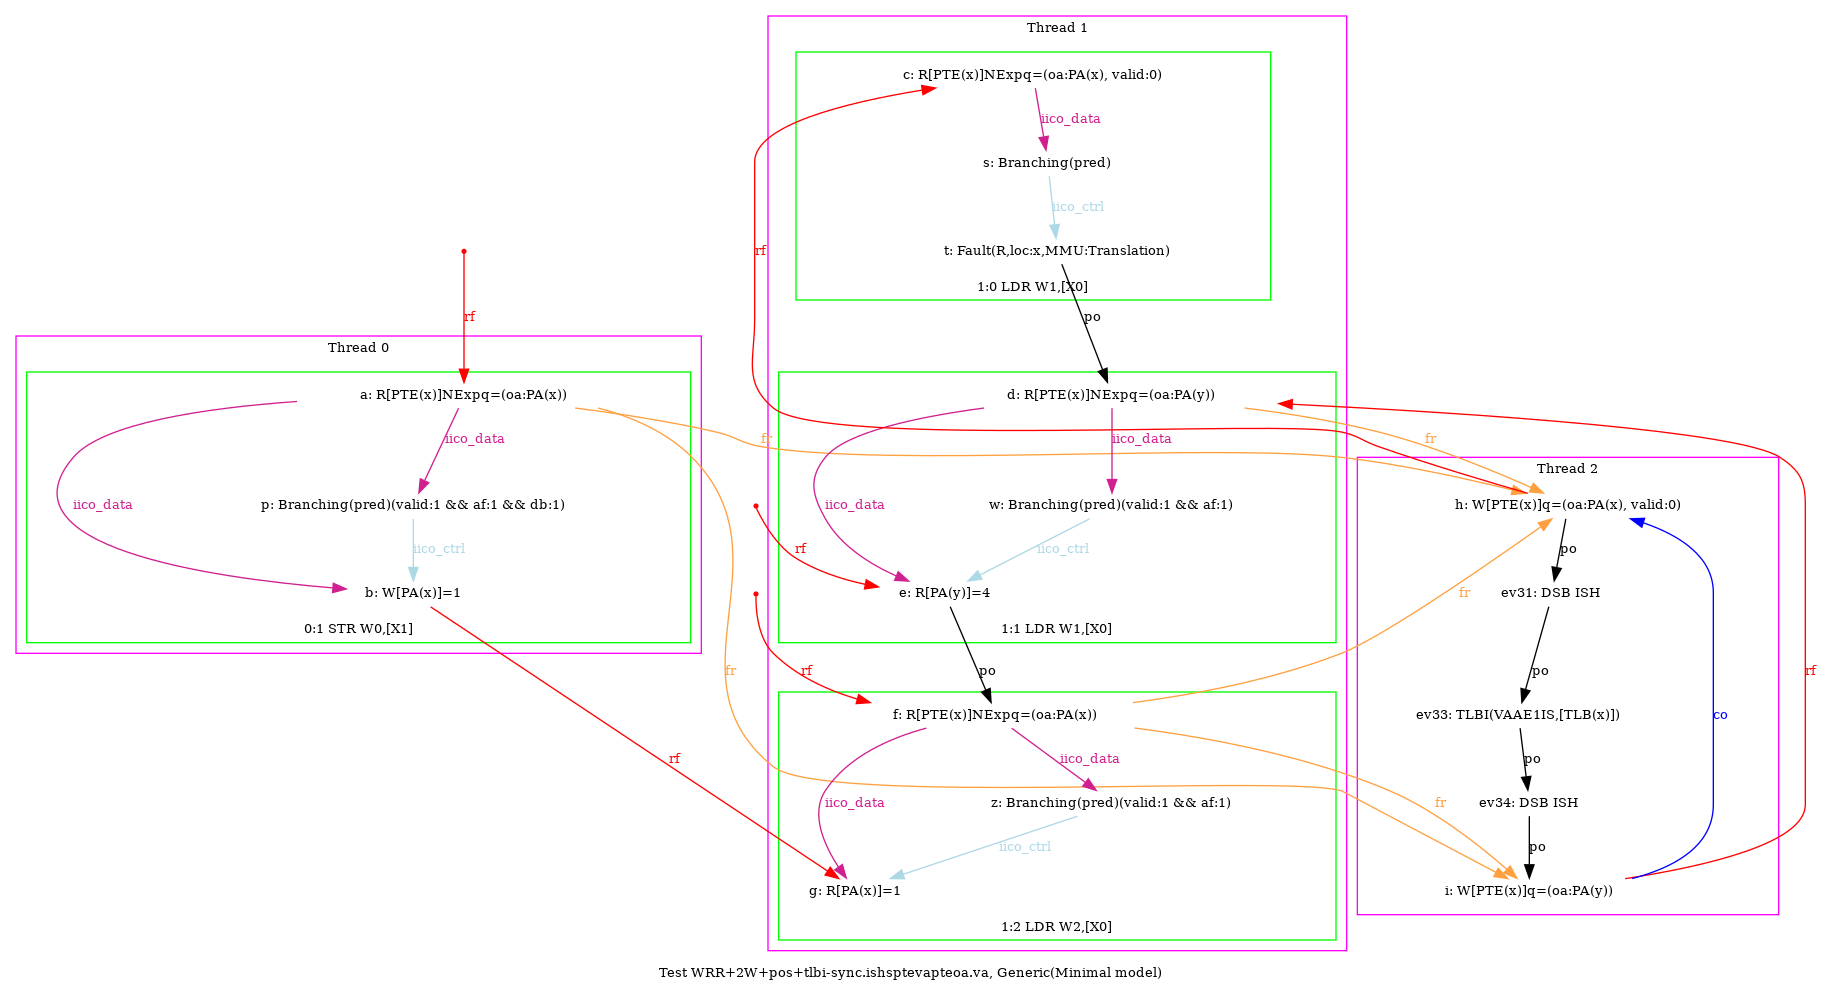 Thread 1
c: R[PTE(x)]NExpq=(oa:PA(x), valid:0)
iico_data
s: Branching(pred)
iico_ctrl
t: Fault(R,loc:x,MMU:Translation)
rf
1:0 LDR W1,[X0]
rf
po
Thread 0
a: R[PTE(x)]NExpq=(oa:PA(x))
d: R[PTE(x)]NExpq=(oa:PA(y))
iico_data
fr
iico_data
fr
Thread 2
iico_data
p: Branching(pred)(valid:1 && af:1 && db:1)
iico_data
w: Branching(pred)(valid:1 && af:1)
h: W[PTE(x)]q=(oa:PA(x), valid:0)
iico_ctrl
rf
iico_ctrl
po
b: W[PA(x)]=1
e: R[PA(y)]=4
fr
ev31: DSB ISH
0:1 STR W0,[X1]
1:1 LDR W1,[X0]
fr
rf
po
po
rf
f: R[PTE(x)]NExpq=(oa:PA(x))
ev33: TLBI(VAAE1IS,[TLB(x)])
co
rf
iico_data
po
iico_data
z: Branching(pred)(valid:1 && af:1)
fr
ev34: DSB ISH
iico_ctrl
po
g: R[PA(x)]=1
i: W[PTE(x)]q=(oa:PA(y))
1:2 LDR W2,[X0]
Test WRR+2W+pos+tlbi-sync.ishsptevapteoa.va, Generic(Minimal model)